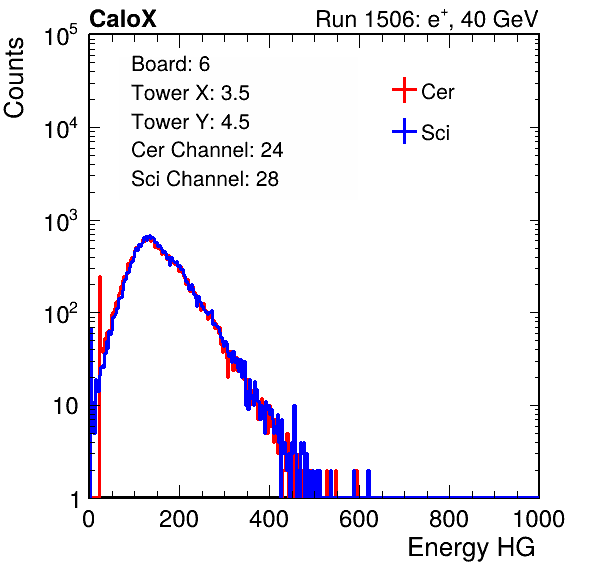 CaloX Run 1506: e⁺, 40 GeV
Counts
Board: 6
Tower X: 3.5
Tower Y: 4.5
Cer Channel: 24
Sci Channel: 28
Cer
Sci
10⁵
10⁴
10³
10²
10
1
0 200 400 600 800 1000
Energy HG